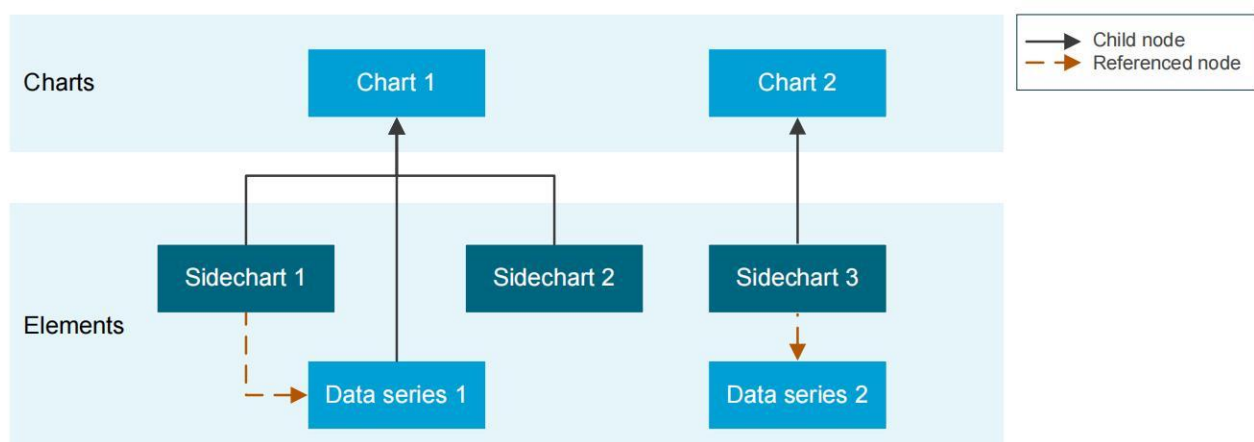 Child node
Referenced node
Charts
Chart 1
Chart 2
Sidechart 1
Sidechart 2
Sidechart 3
Elements
Data series 1
Data series 2